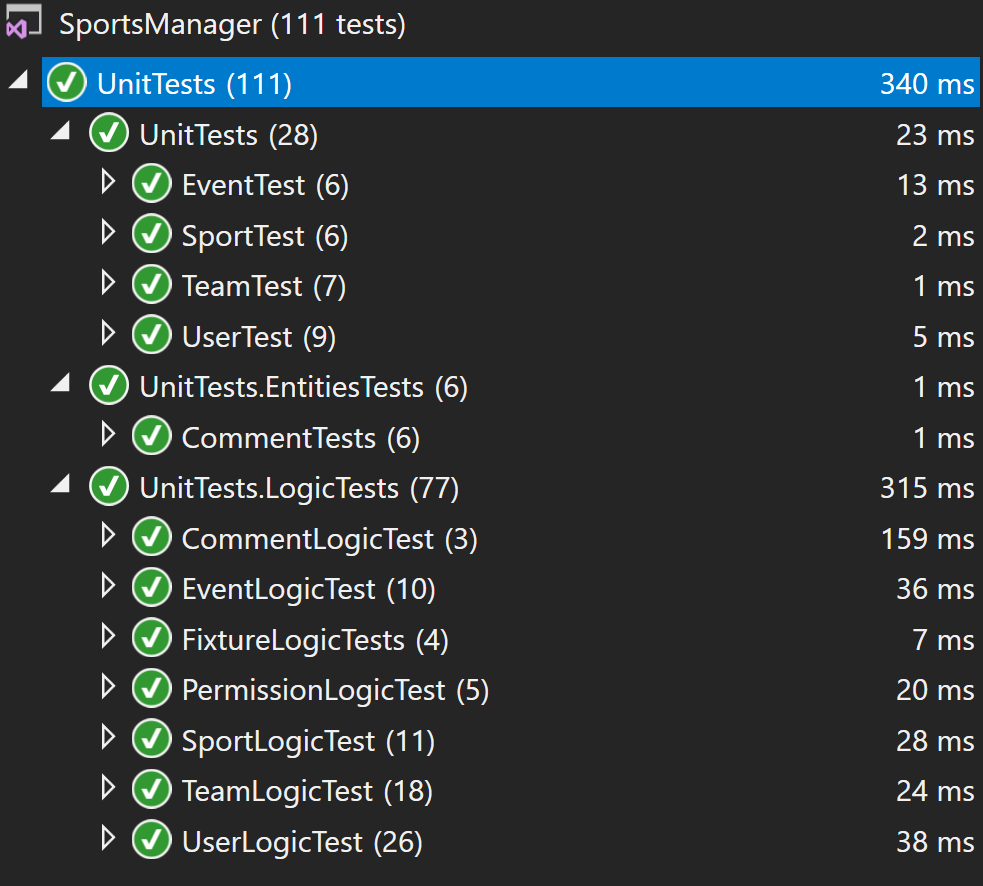 SportsManager (111 tests)
UnitTests (111) 340 ms
UnitTests (28) 23 ms
EventTest (6) 13 ms
SportTest (6) 2 ms
TeamTest (7) 1 ms
UserTest (9) 5 ms
UnitTests.EntitiesTests (6) 1 ms
CommentTests (6) 1 ms
UnitTests.LogicTests (77) 315 ms
CommentLogicTest (3) 159 ms
EventLogicTest (10) 36 ms
FixtureLogicTests (4) 7 ms
PermissionLogicTest (5) 20 ms
SportLogicTest (11) 28 ms
TeamLogicTest (18) 24 ms
UserLogicTest (26) 38 ms